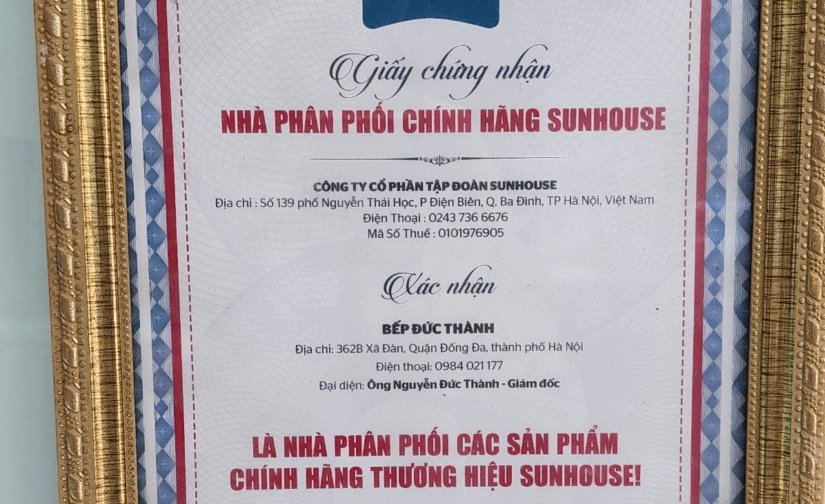 Giấy chứng nhận
NHÀ PHÂN PHỐI CHÍNH HÃNG SUNHOUSE
CÔNG TY CỔ PHẦN TẬP ĐOÀN SUNHOUSE
Địa chỉ : Số 139 phố Nguyễn Thái Học, P Điện Biên, Q. Ba Đình, TP Hà Nội, Việt Nam
Điện Thoại : 0243 736 6676
Mã Số Thuế : 0101976905
Xác nhận
BẾP ĐỨC THÀNH
Địa chỉ: 362B Xã Đàn, Quận Đống Đa, thành phố Hà Nội
Điện thoại: 0984 021 177
Đại diện: Ông Nguyễn Đức Thành - Giám đốc
LÀ NHÀ PHÂN PHỐI CÁC SẢN PHẨM
CHÍNH HÃNG THƯƠNG HIỆU SUNHOUSE!